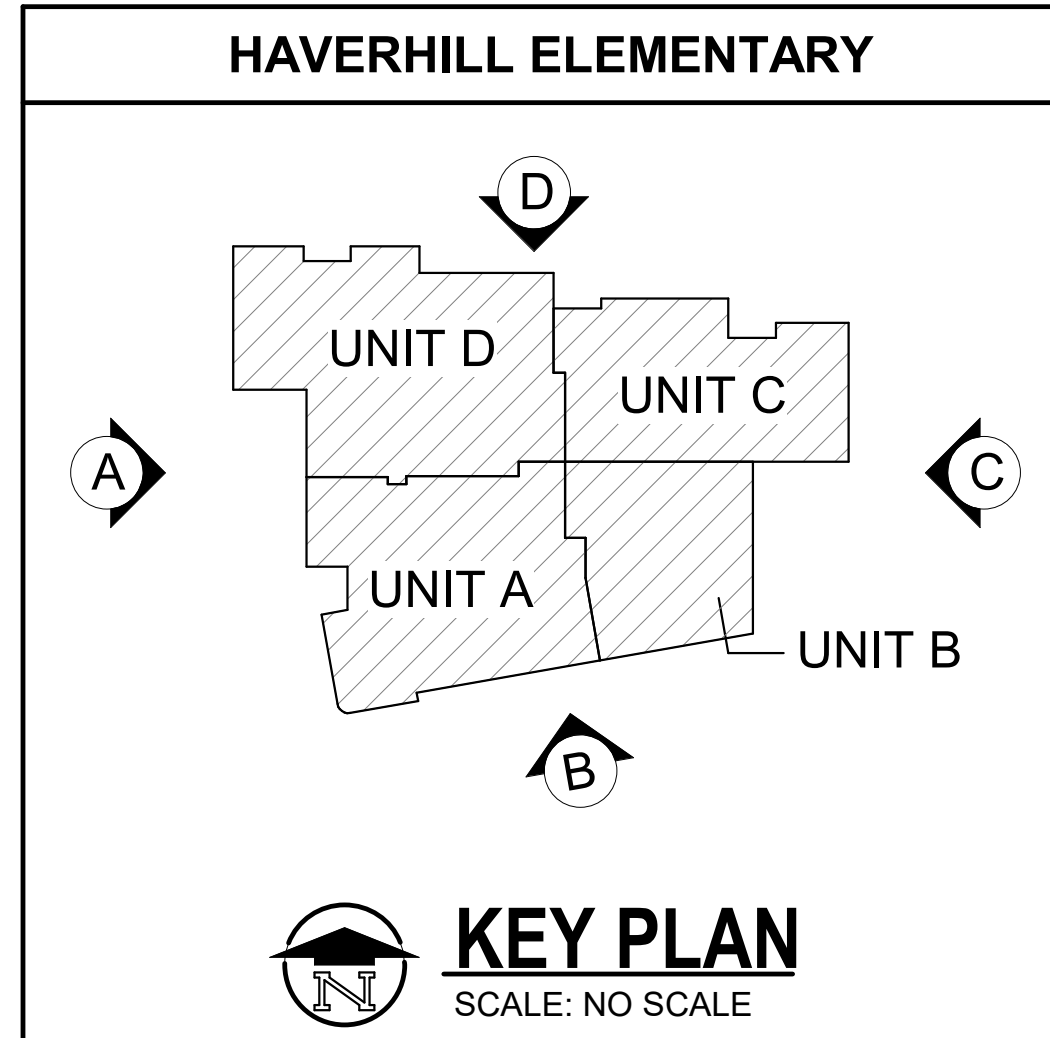 HAVERHILL ELEMENTARY
D
UNIT D
UNIT C
A
C
UNIT A
UNIT B
B
N
KEY PLAN
SCALE: NO SCALE